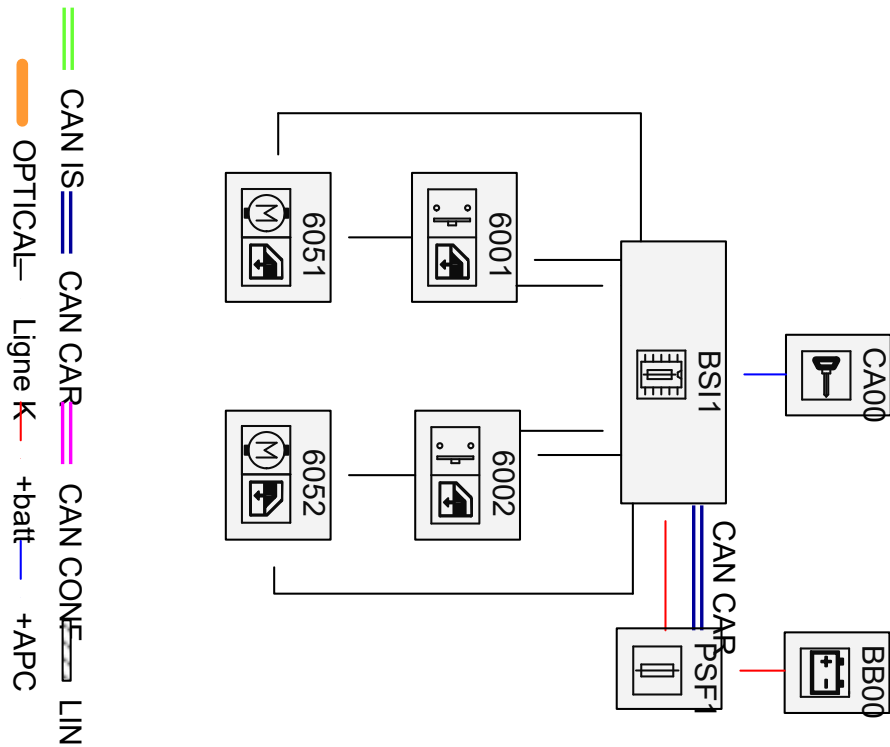 CA00
BB00
CAN CAR
BSI1
PSF1
6001
6002
6051
6052
M
M
CAN IS CAN CAR CAN CONF LIN
OPTICAL Ligne K +batt +APC